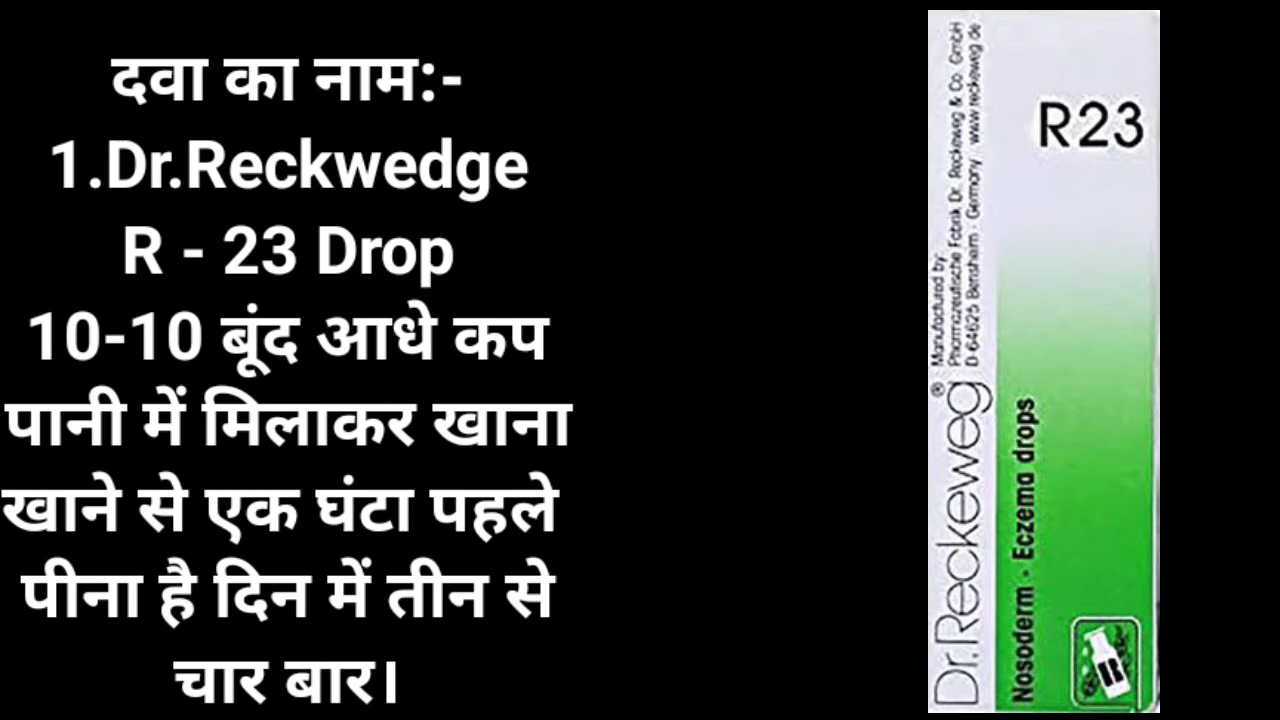 दवा का नाम:-
1.Dr.Reckwedge
R - 23 Drop
10-10 बूंद आधे कप
पानी में मिलाकर खाना
खाने से एक घंटा पहले
पीना है दिन में तीन से
चार बार।
R23
Dr.Reckeweg®
Manufactured by:
Pharmazeutische Fabrik Dr. Reckeweg & Co. GmbH
D-64625 Bensheim - Germany www.reckeweg.de
Nosoderm - Eczema drops